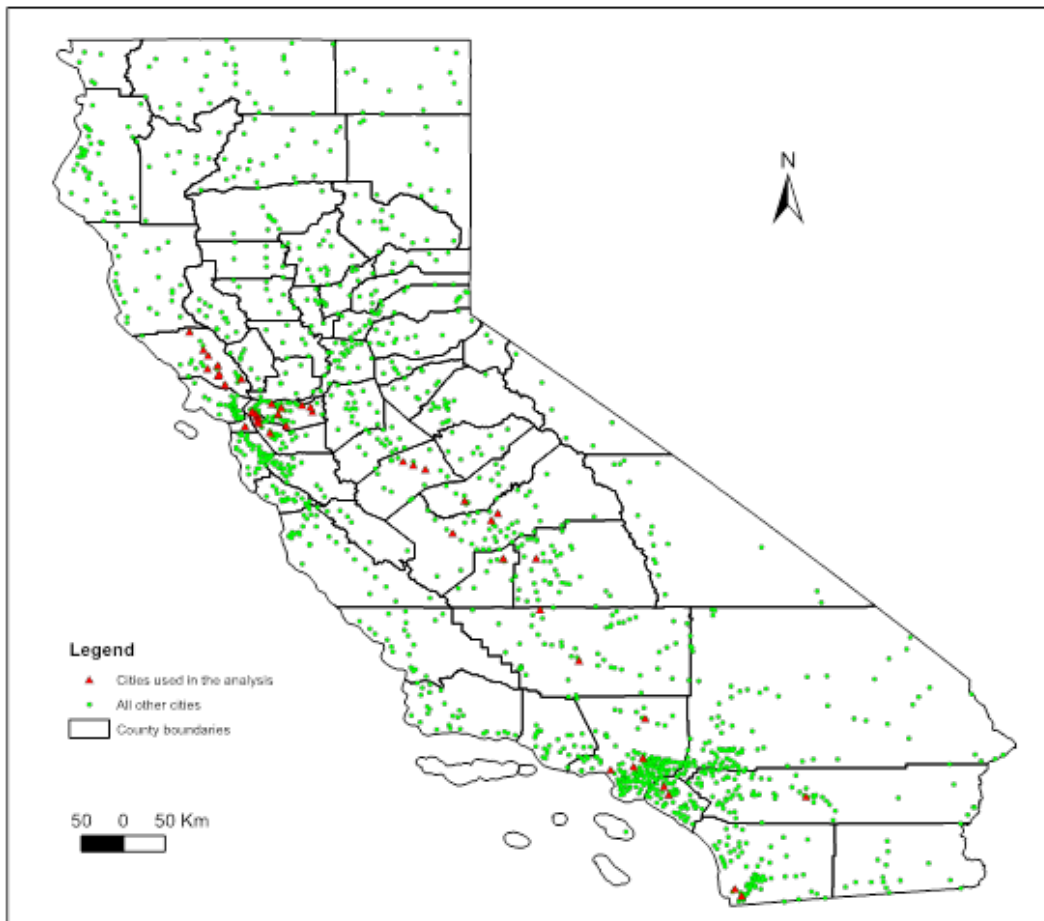 N
Legend
Cities used in the analysis
All other cities
County boundaries
50 0 50 Km